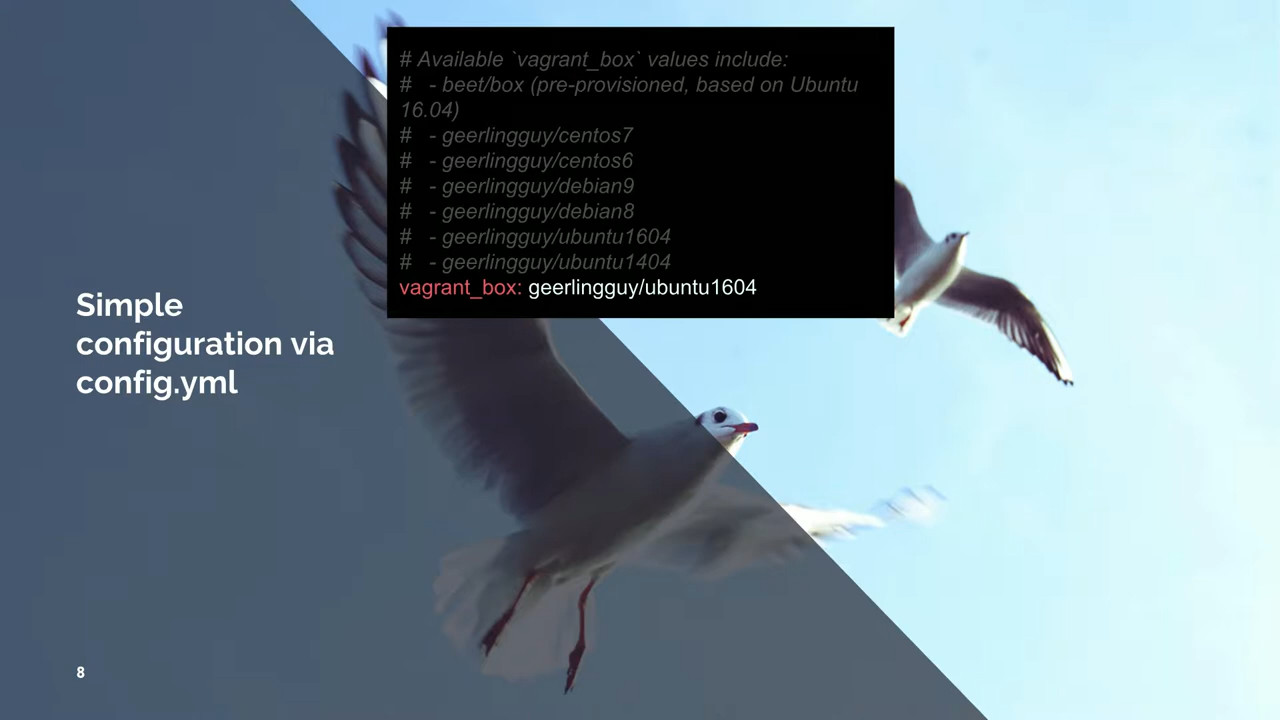 # Available `vagrant_box` values include:
#   - beet/box (pre-provisioned, based on Ubuntu
16.04)
#   - geerlingguy/centos7
#   - geerlingguy/centos6
#   - geerlingguy/debian9
#   - geerlingguy/debian8
#   - geerlingguy/ubuntu1604
#   - geerlingguy/ubuntu1404
vagrant_box: geerlingguy/ubuntu1604
Simple
configuration via
config.yml
8